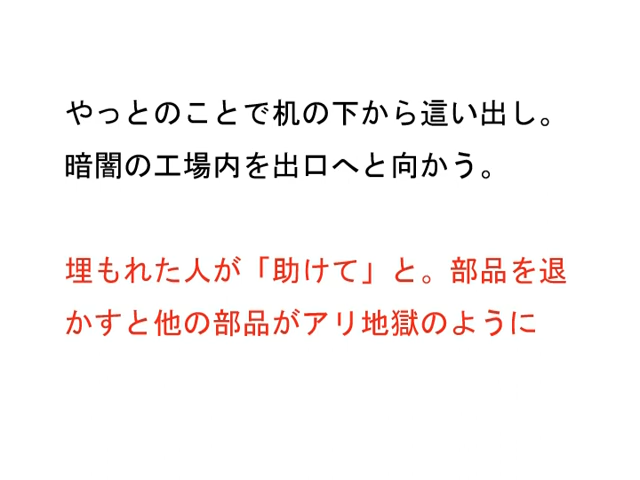 やっとのことで机の下から這い出し。
暗闇の工場内を出口へと向かう。
埋もれた人が「助けて」と。部品を退
かすと他の部品がアリ地獄のように